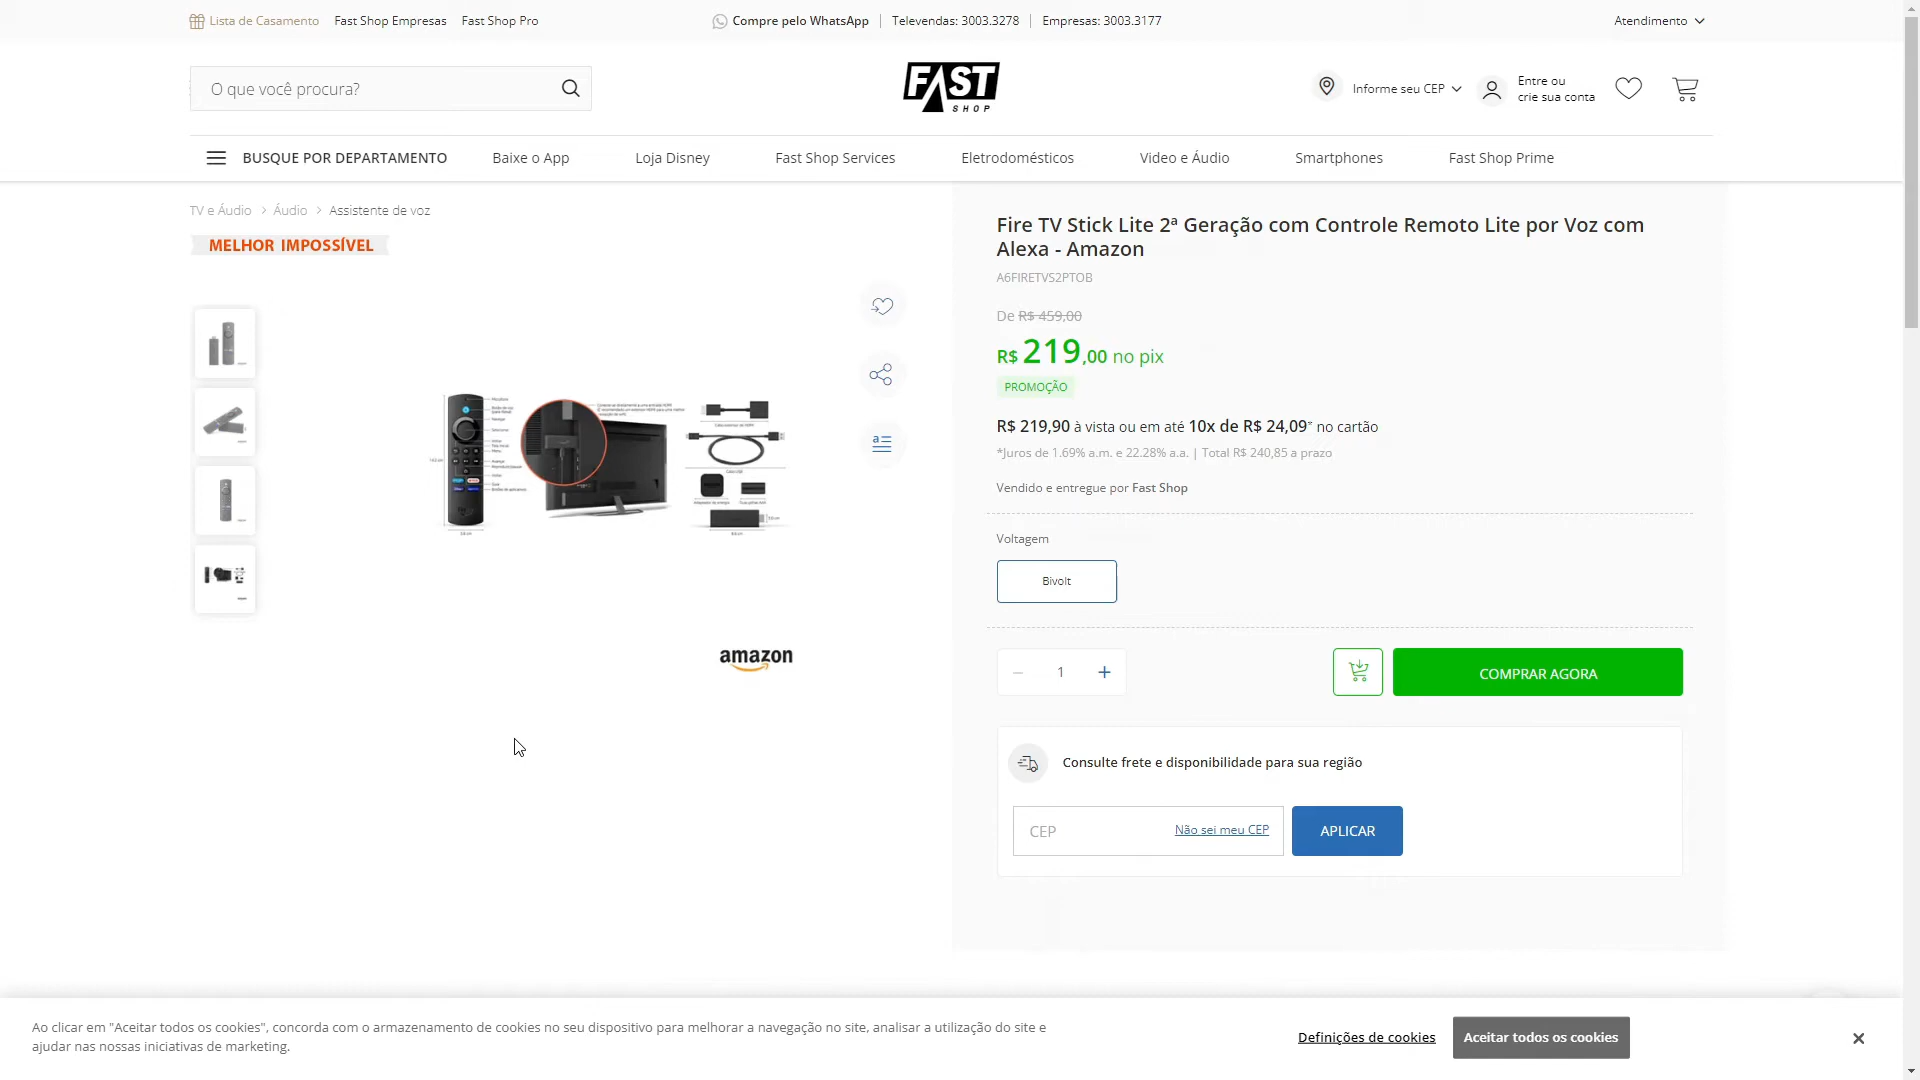 Lista de Casamento
Fast Shop Empresas
Fast Shop Pro
Compre pelo WhatsApp
Televendas: 3003.3278
Empresas: 3003.3177
Atendimento
O que você procura?
FAST
SHOP
Informe seu CEP
Entre ou
crie sua conta
BUSQUE POR DEPARTAMENTO
Baixe o App
Loja Disney
Fast Shop Services
Eletrodomésticos
Video e Áudio
Smartphones
Fast Shop Prime
TV e Áudio
Áudio
Assistente de voz
MELHOR IMPOSSÍVEL
amazon
Fire TV Stick Lite 2ª Geração com Controle Remoto Lite por Voz com
Alexa - Amazon
A6FIRETVS2PTOB
De R$ 459,00
R$ 219,00 no pix
PROMOÇÃO
R$ 219,90 à vista ou em até 10x de R$ 24,09* no cartão
*Juros de 1.69% a.m. e 22.28% a.a. | Total R$ 240,85 a prazo
Vendido e entregue por Fast Shop
Voltagem
Bivolt
1
COMPRAR AGORA
Consulte frete e disponibilidade para sua região
CEP
Não sei meu CEP
APLICAR
Ao clicar em "Aceitar todos os cookies", concorda com o armazenamento de cookies no seu dispositivo para melhorar a navegação no site, analisar a utilização do site e
ajudar nas nossas iniciativas de marketing.
Definições de cookies
Aceitar todos os cookies